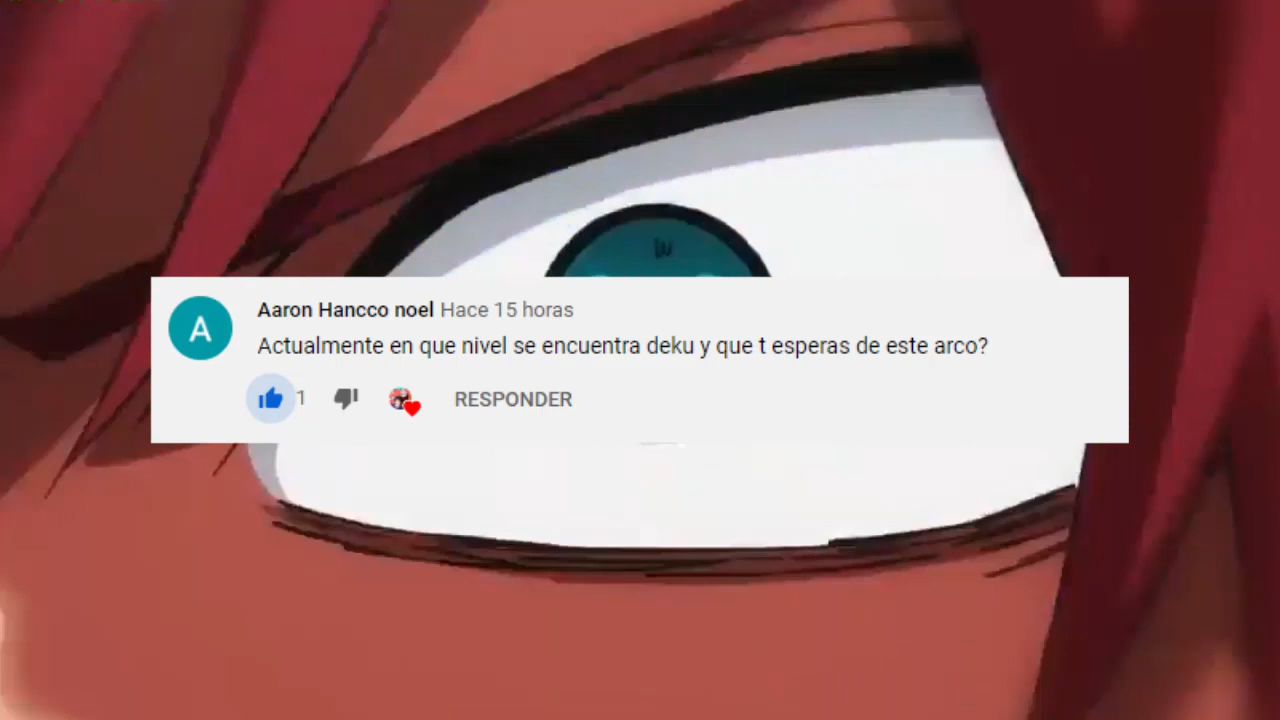 A
Aaron Hancco noel Hace 15 horas
Actualmente en que nivel se encuentra deku y que t esperas de este arco?
1 RESPONDER